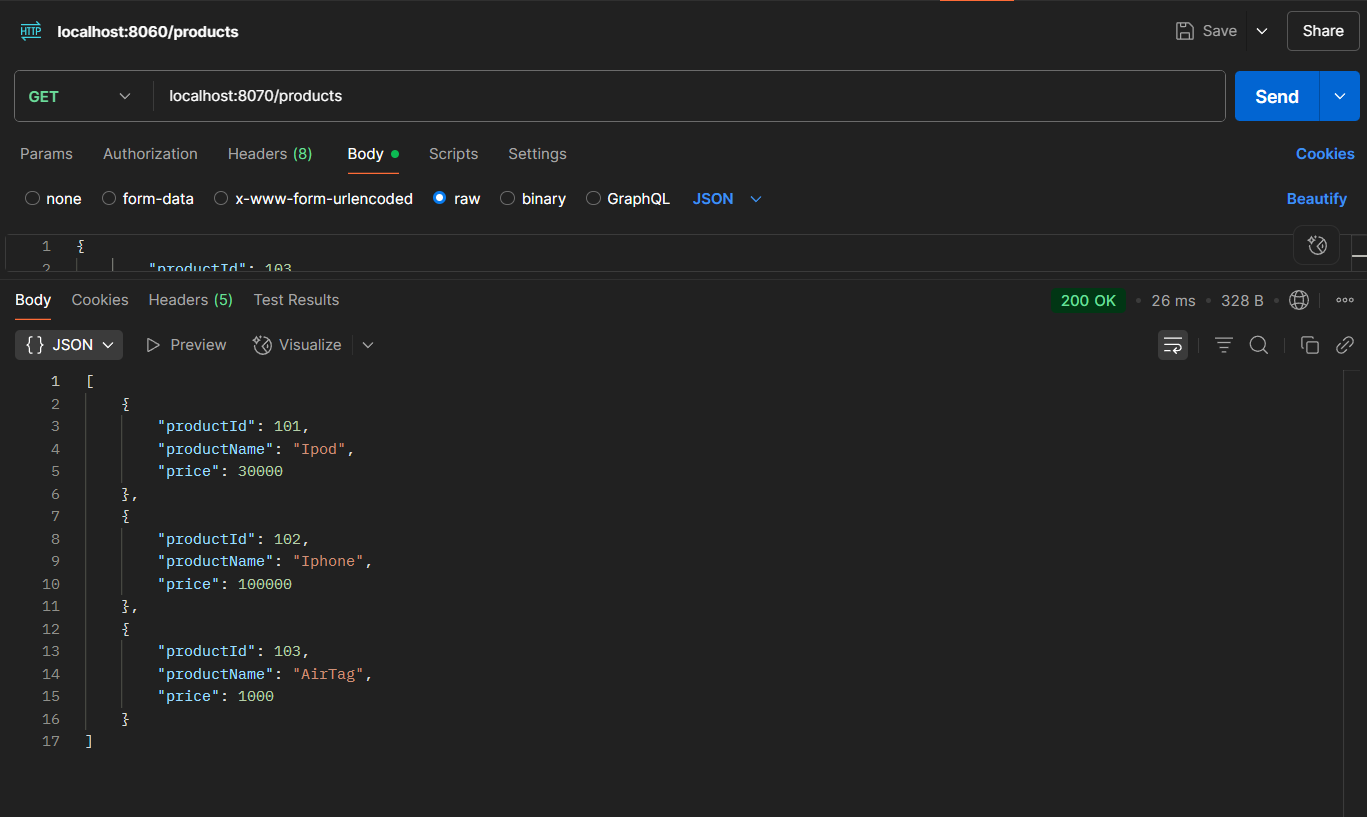 HTTP localhost:8060/products Save Share
GET localhost:8070/products Send
Params Authorization Headers (8) Body Scripts Settings Cookies
none form-data x-www-form-urlencoded raw binary GraphQL JSON Beautify
1 {
2 "productId": 103
Body Cookies Headers (5) Test Results 200 OK 26 ms 328 B
{} JSON Preview Visualize
1 [
2 {
3 "productId": 101,
4 "productName": "Ipod",
5 "price": 30000
6 },
7 {
8 "productId": 102,
9 "productName": "Iphone",
10 "price": 100000
11 },
12 {
13 "productId": 103,
14 "productName": "AirTag",
15 "price": 1000
16 }
17 ]